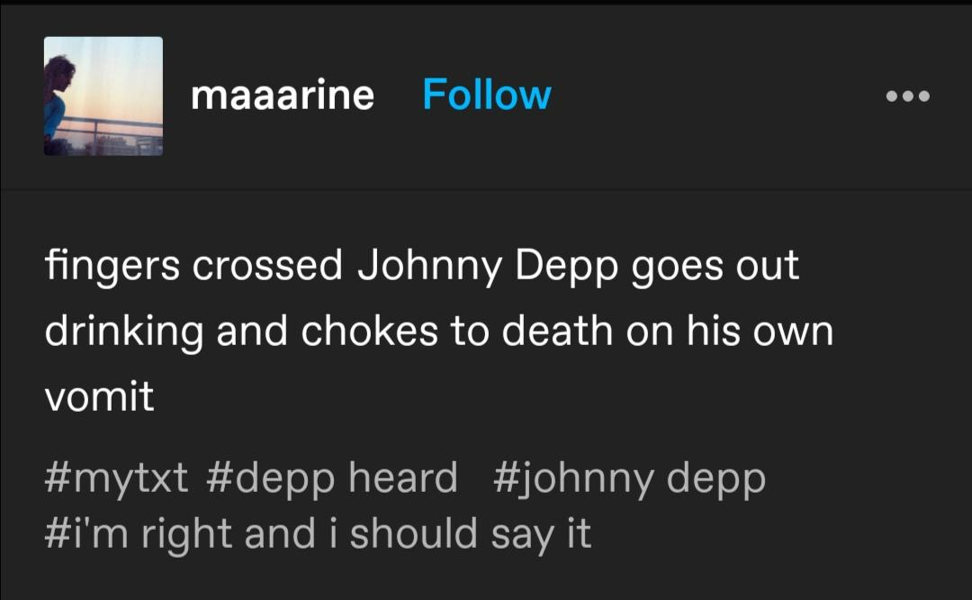 maaarine Follow
fingers crossed Johnny Depp goes out
drinking and chokes to death on his own
vomit
#mytxt #depp heard #johnny depp
#i'm right and i should say it